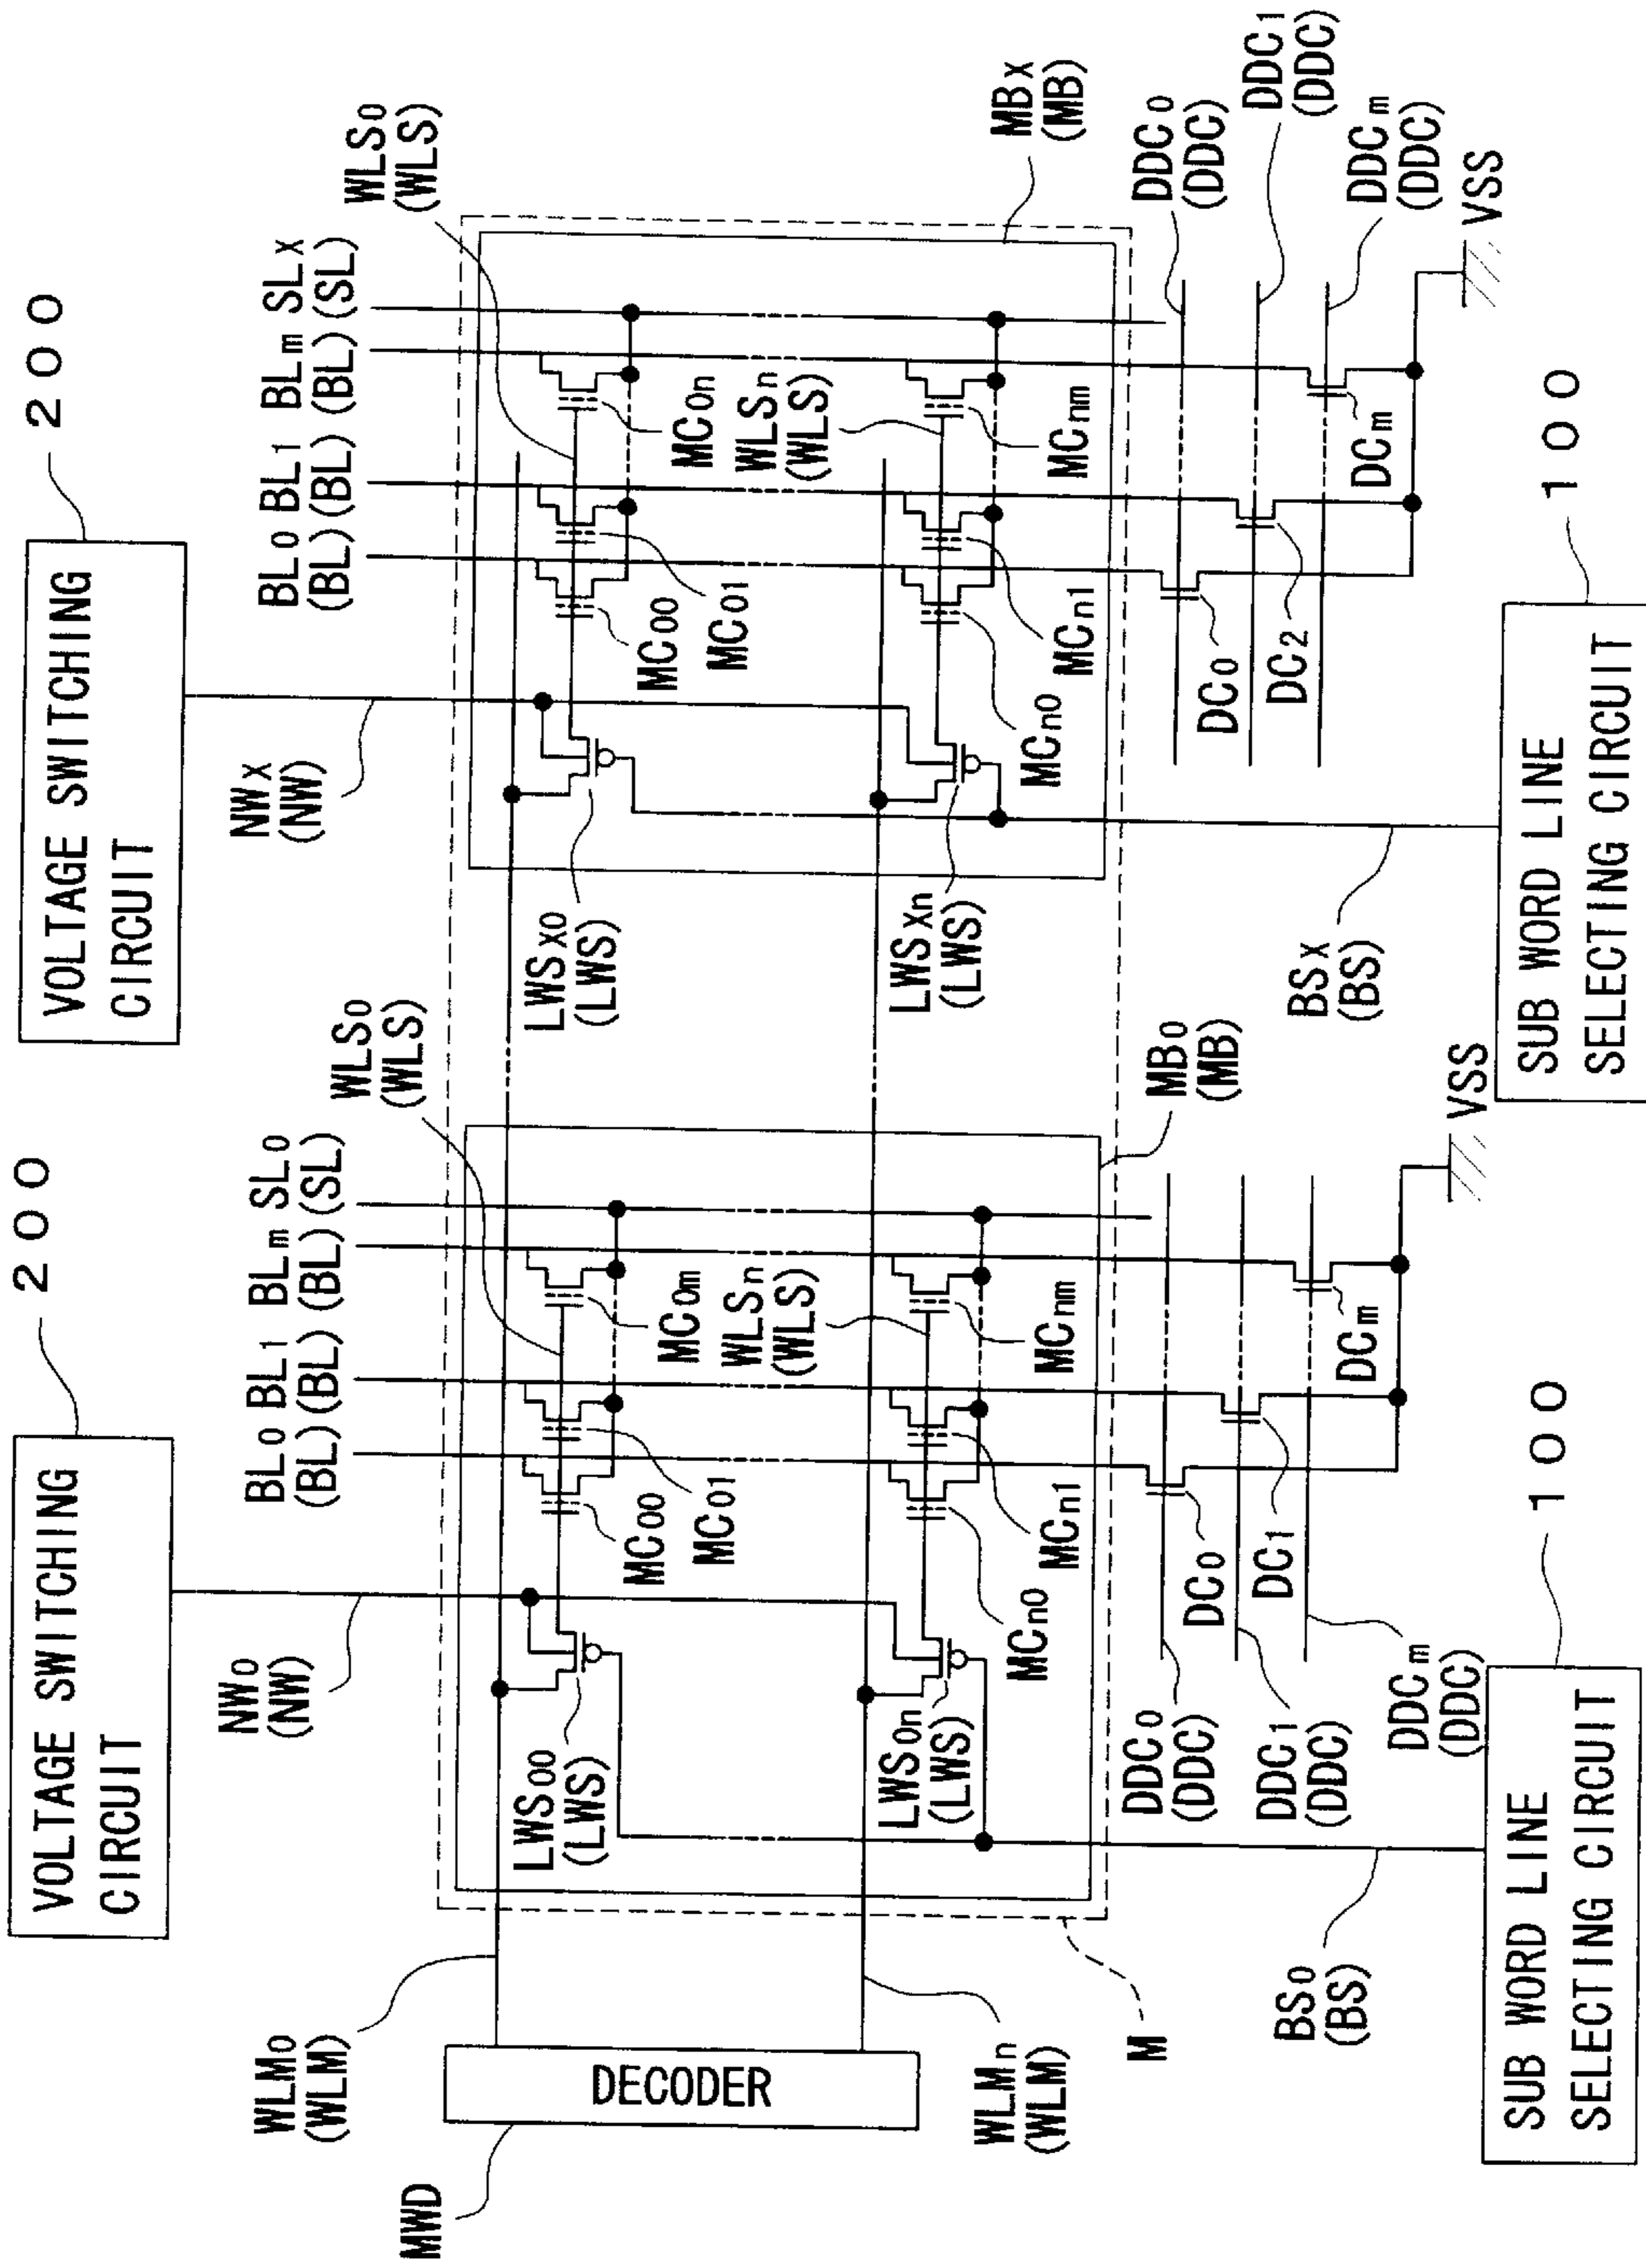 200
200
VOLTAGE SWITCHING
CIRCUIT
VOLTAGE SWITCHING
CIRCUIT
NW0
(NW)
BL0
(BL)
BL1
(BL)
BLm
(BL)
SL0
(SL)
WLS0
(WLS)
NWX
(NW)
BL0
(BL)
BL1
(BL)
BLm
(BL)
SLX
(SL)
WLS0
(WLS)
WLM0
(WLM)
MWD
DECODER
WLMn
(WLM)
M
LWS00
(LWS)
MC00
MC01
MC0m
WLSn
(WLS)
LWS0n
(LWS)
MCn0
MCn1
MCnm
MB0
(MB)
LWSX0
(LWS)
MC00
MC01
MC0n
WLSn
(WLS)
LWSXn
(LWS)
MCn0
MCn1
MCnm
MBX
(MB)
DDC0
(DDC)
DDC1
(DDC)
DDCm
(DDC)
DC0
DC1
DCm
VSS
BS0
(BS)
DC0
DC2
DCm
DDC0
(DDC)
DDC1
(DDC)
DDCm
(DDC)
VSS
BSX
(BS)
SUB WORD LINE
SELECTING CIRCUIT
100
SUB WORD LINE
SELECTING CIRCUIT
100